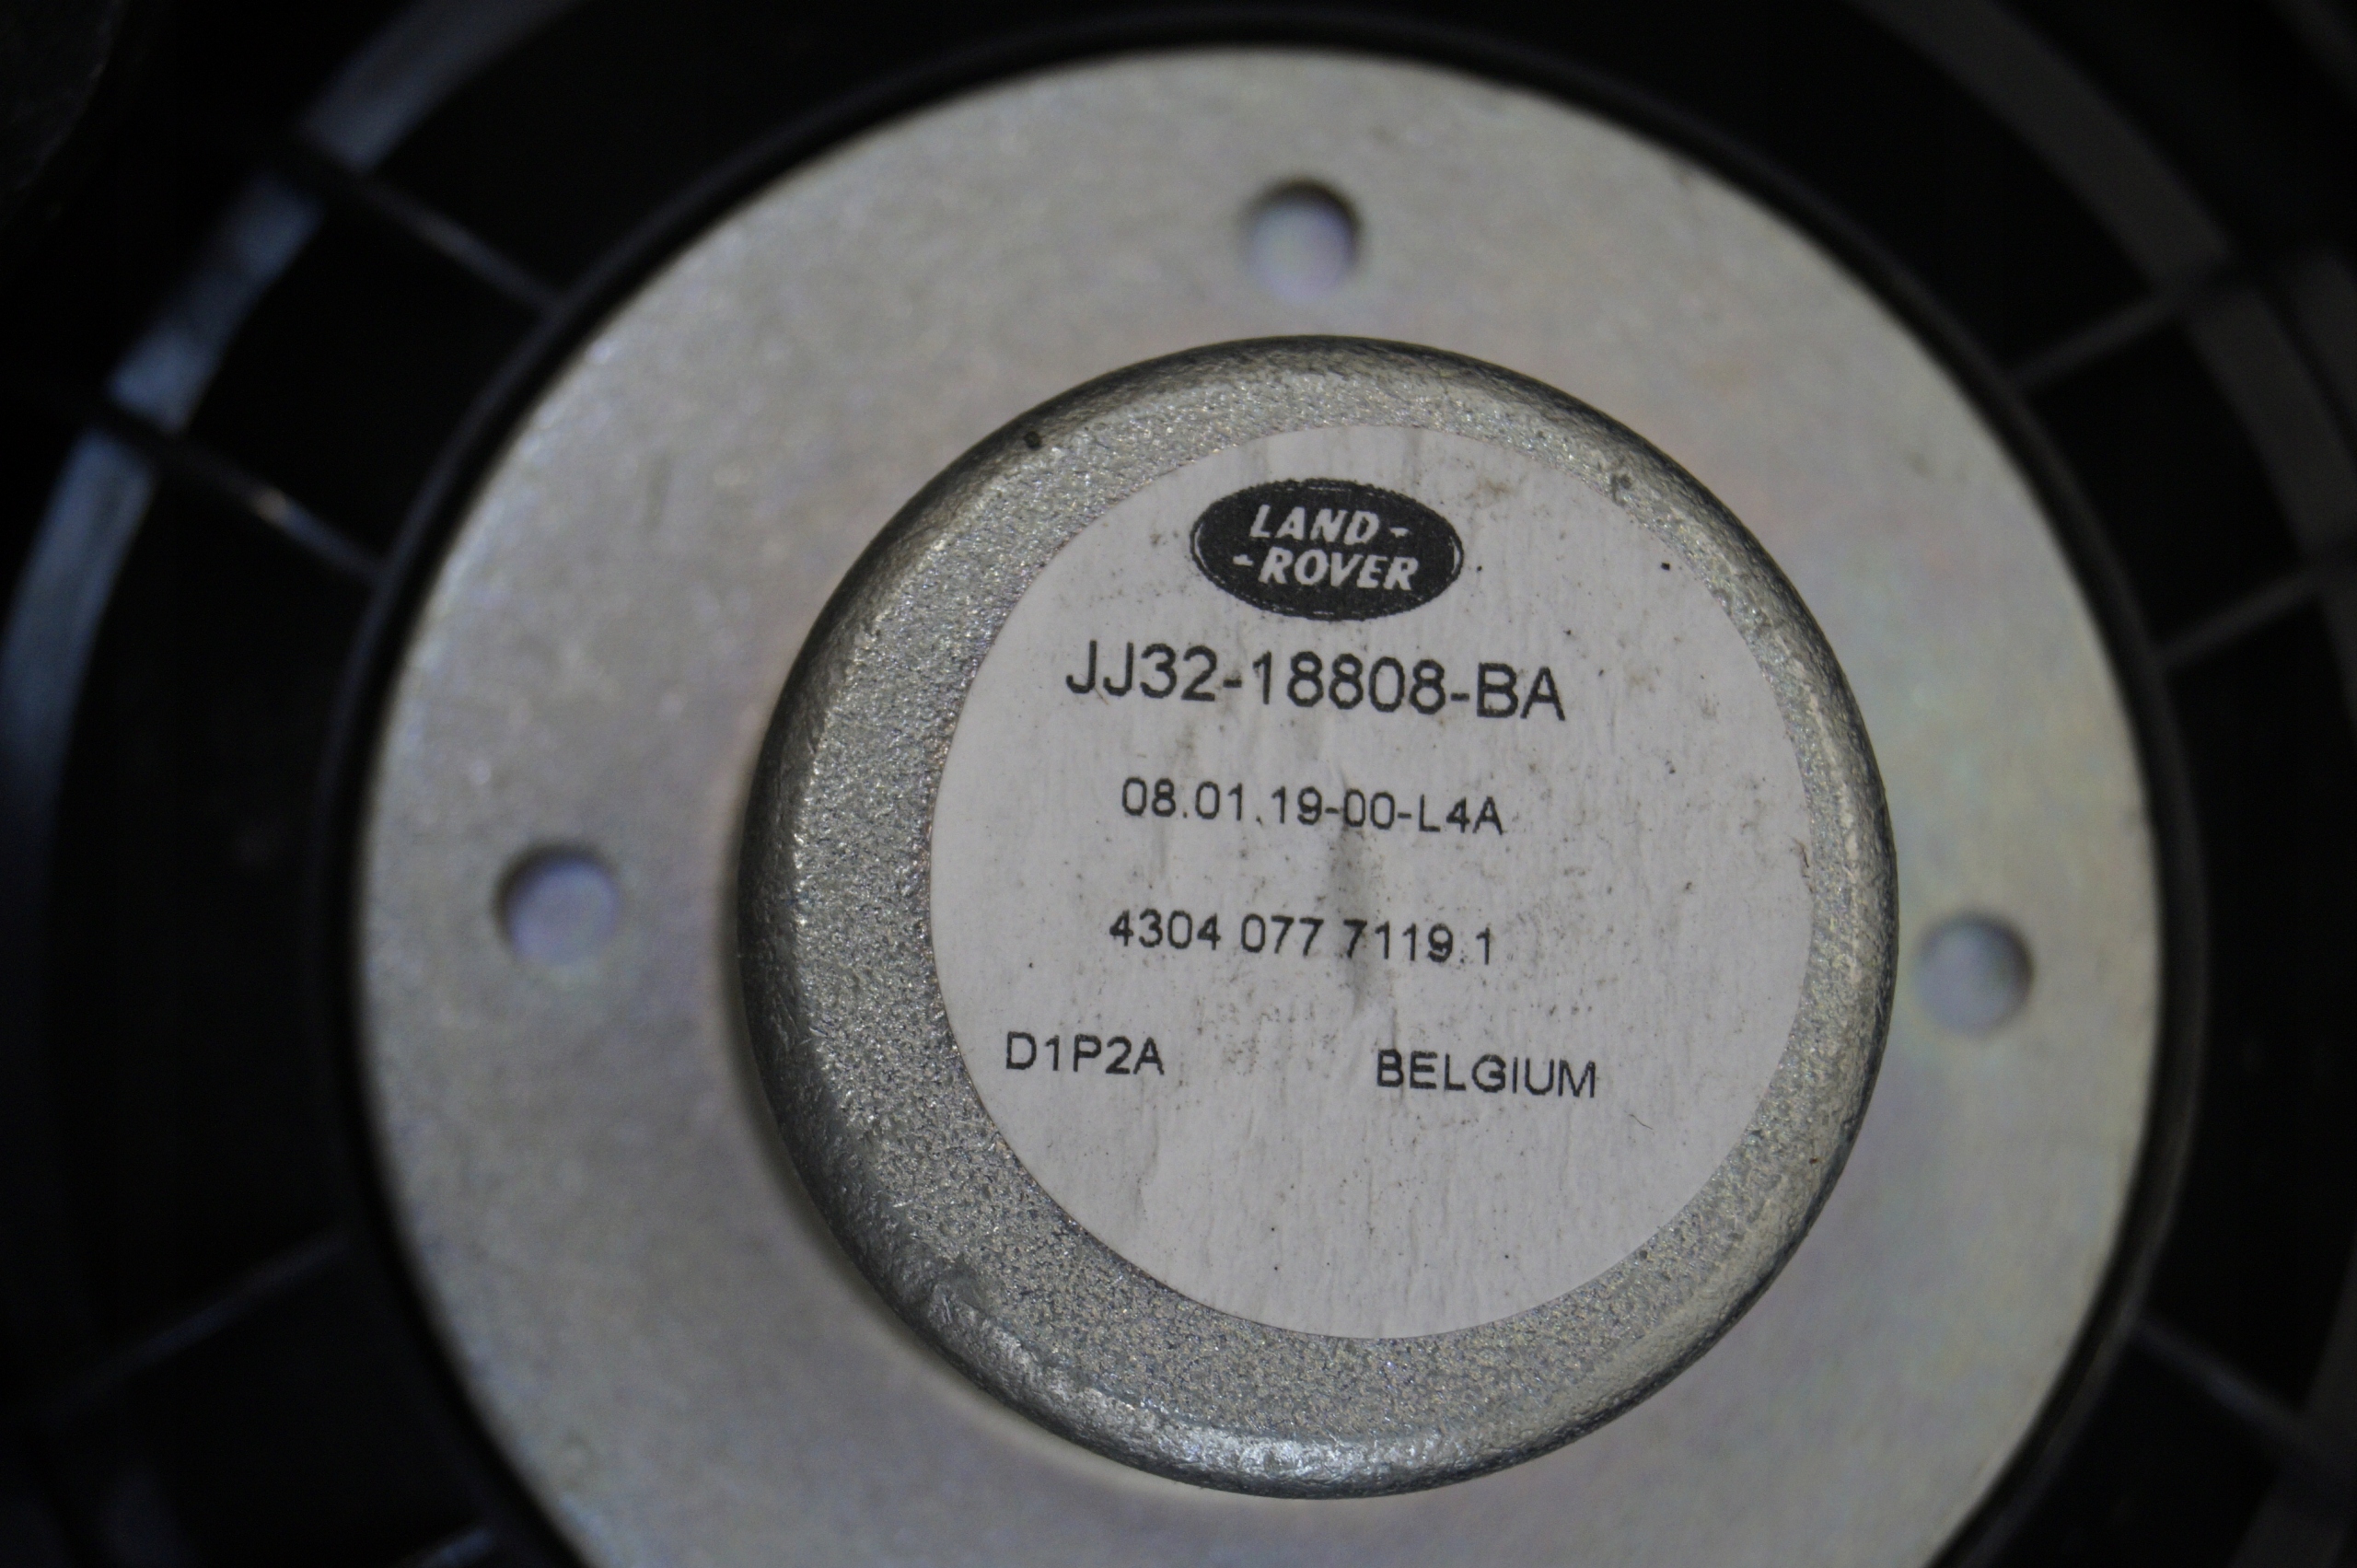 LAND-
-ROVER
JJ32-18808-BA
08.01.19-00-L4A
4304 077 7119.1
D1P2A BELGIUM